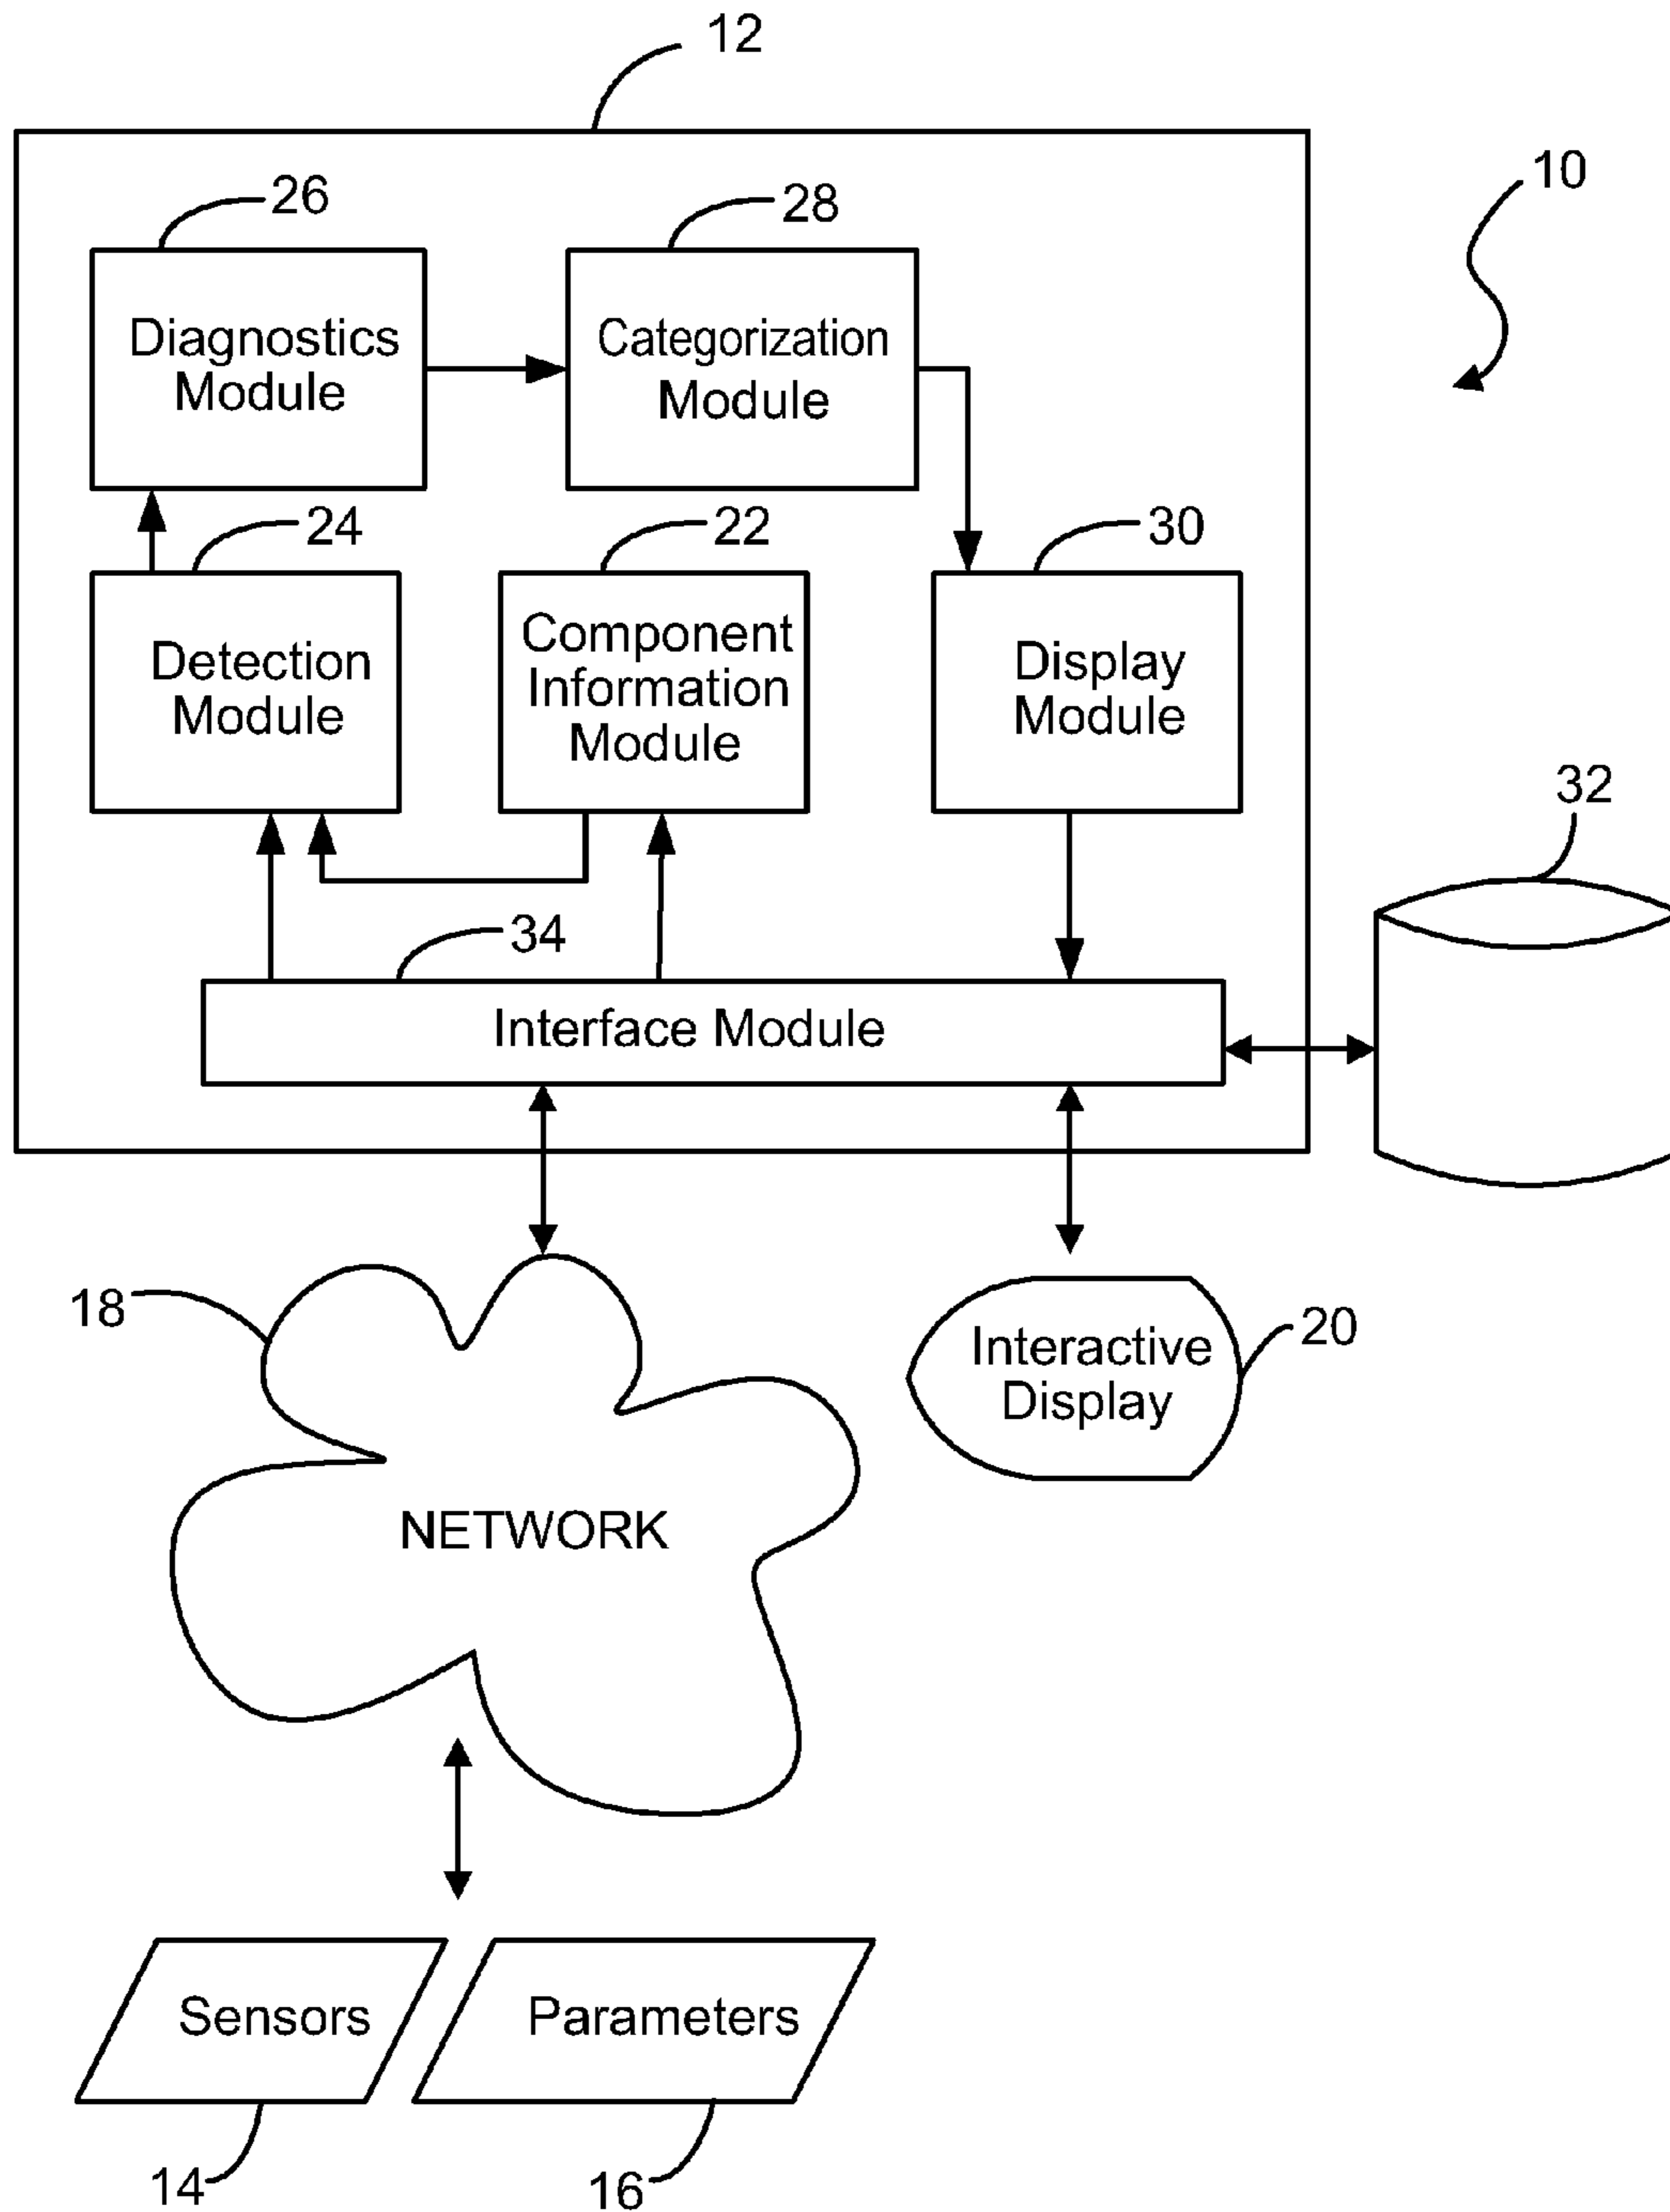 12
10
26
28
Diagnostics
Module
Categorization
Module
24
22
30
Detection
Module
Component
Information
Module
Display
Module
32
34
Interface Module
18
20
Interactive
Display
NETWORK
Sensors
Parameters
14
16